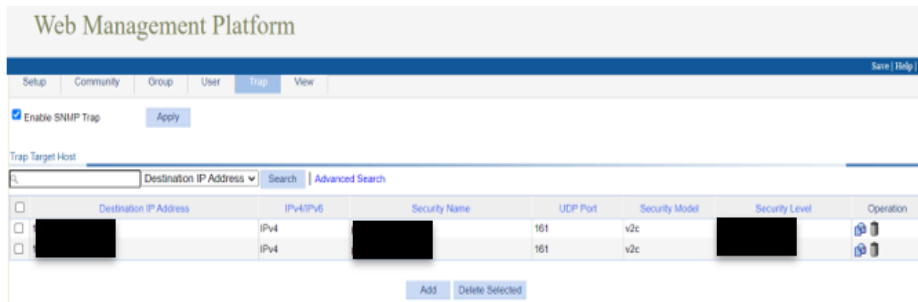 Web Management Platform
Save | Help |
Setup Community Group User Trap View
Enable SNMP Trap Apply
Trap Target Host
Destination IP Address Search | Advanced Search
Destination IP Address IPv4/IPv6 Security Name UDP Port Security Model Security Level Operation
IPv4 161 v2c
IPv4 161 v2c
Add Delete Selected